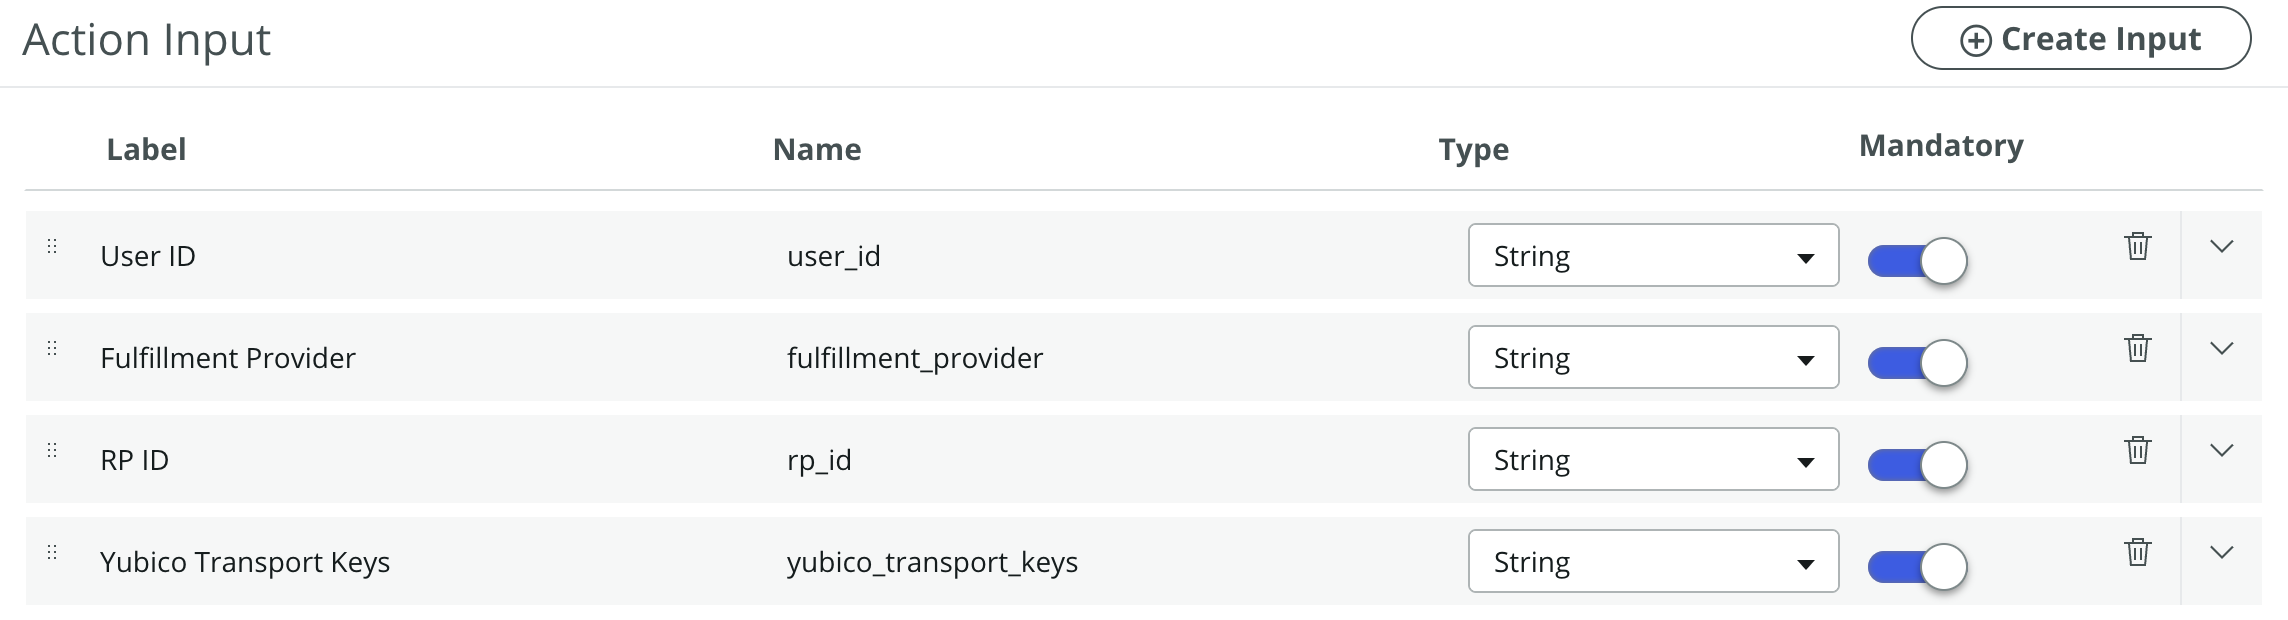 Action Input
Create Input
Label Name Type Mandatory
User ID user_id String
Fulfillment Provider fulfillment_provider String
RP ID rp_id String
Yubico Transport Keys yubico_transport_keys String